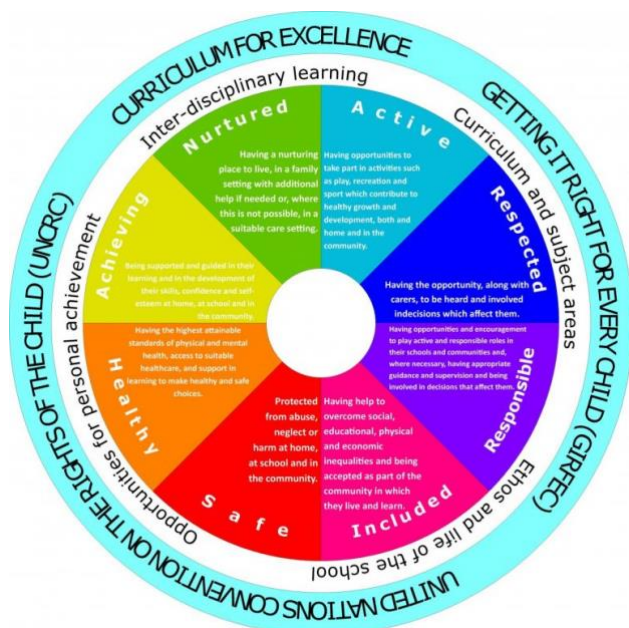 CURRICULUM FOR EXCELLENCE
GETTING IT RIGHT FOR EVERY CHILD (GIRFEC)
UNITED NATIONS CONVENTION ON THE RIGHTS OF THE CHILD (UNCRC)
Inter-disciplinary learning
Curriculum and subject areas
Ethos and life of the school
Opportunities for personal achievement
Nurtured
Having a nurturing
place to live, in a family
setting with additional
help if needed or, where
this is not possible, in a
suitable care setting.
Active
Having opportunities to
take part in activities such
as play, recreation and
sport which contribute to
healthy growth and
development, both and
home and in the
community.
Respected
Having the opportunity, along with
carers, to be heard and involved
indecisions which affect them.
Responsible
Having opportunities and encouragement
to play active and responsible roles in
their schools and communities and,
where necessary, having appropriate
guidance and supervision and being
involved in decisions that affect them.
Included
Having help to
overcome social,
educational, physical
and economic
inequalities and being
accepted as part of the
community in which
they live and learn.
Safe
Protected
from abuse,
neglect or
harm at home,
at school and in
the community.
Healthy
Having the highest attainable
standards of physical and mental
health, access to suitable
healthcare, and support in
learning to make healthy and safe
choices.
Achieving
Being supported and guided in their
learning and in the development of
their skills, confidence and self
esteem at home, at school and in
the community.